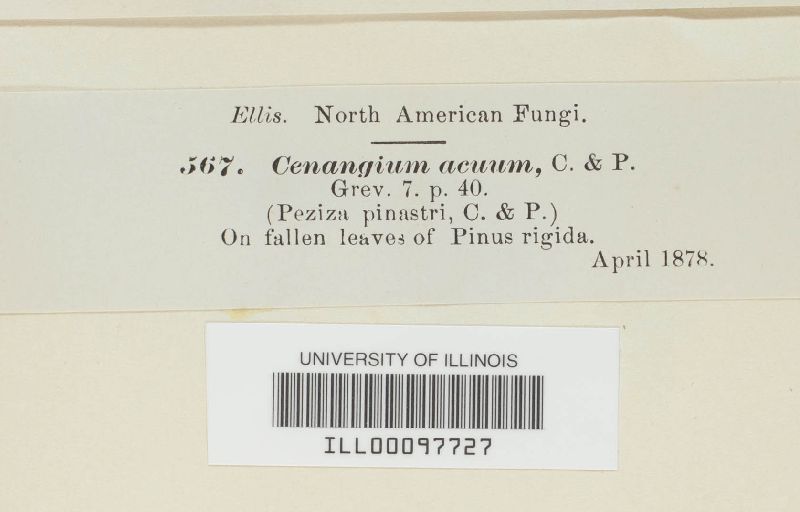 Ellis. North American Fungi.
567. Cenangium acuum, C. & P.
Grev. 7. p. 40.
(Peziza pinastri, C. & P.)
On fallen leaves of Pinus rigida.
April 1878.
UNIVERSITY OF ILLINOIS
ILL00097727